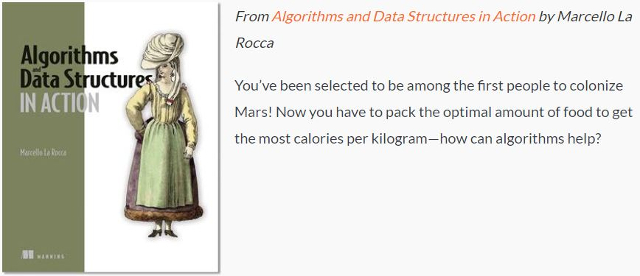 Algorithms
and
Data Structures
IN ACTION
Marcello La Rocca
MANNING
From Algorithms and Data Structures in Action by Marcello La
Rocca
You've been selected to be among the first people to colonize
Mars! Now you have to pack the optimal amount of food to get
the most calories per kilogram—how can algorithms help?